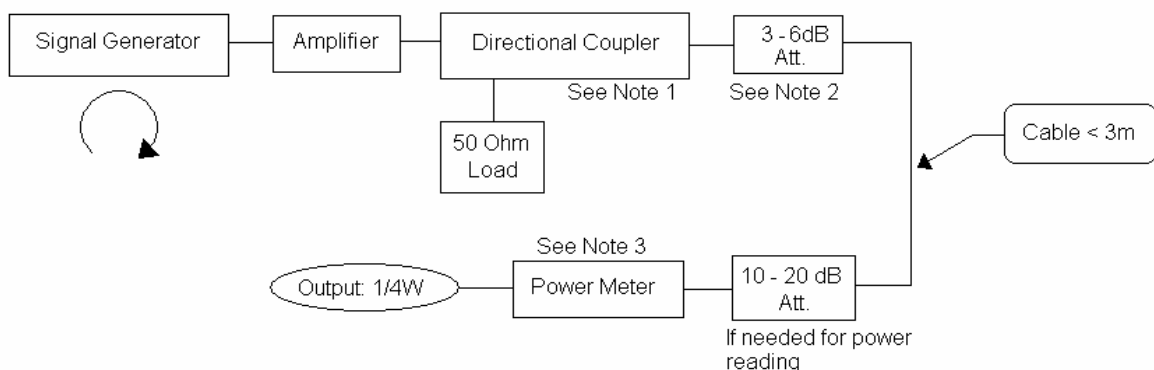 Signal Generator
Amplifier
Directional Coupler
3 - 6dB
Att.
See Note 1
See Note 2
50 Ohm
Load
Cable < 3m
See Note 3
Output: 1/4W
Power Meter
10 - 20 dB
Att.
If needed for power
reading